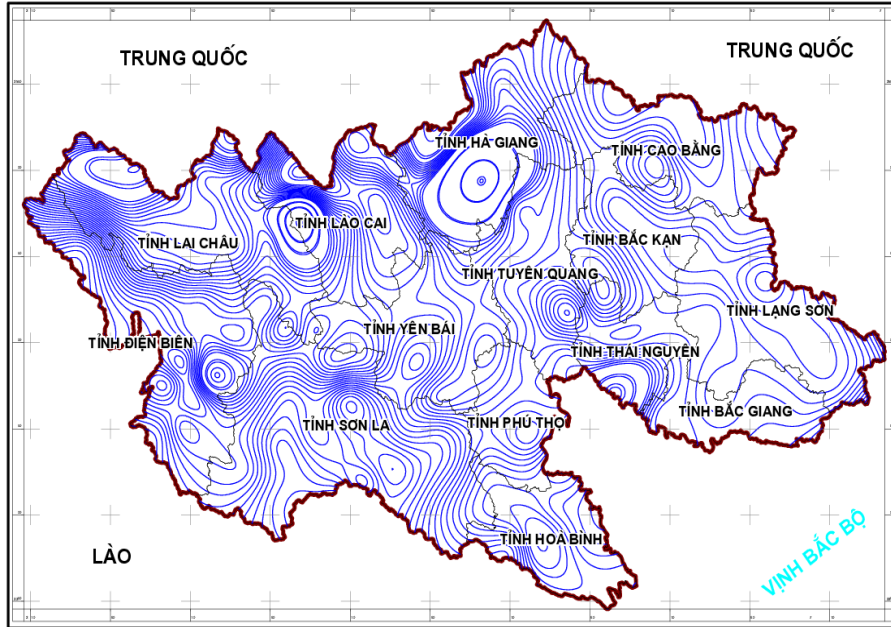 TRUNG QUỐC
TRUNG QUỐC
TỈNH HÀ GIANG
TỈNH CAO BẰNG
TỈNH LÀO CAI
TỈNH LAI CHÂU
TỈNH BẮC KẠN
TỈNH TUYÊN QUANG
TỈNH LẠNG SƠN
TỈNH YÊN BÁI
TỈNH ĐIỆN BIÊN
TỈNH THÁI NGUYÊN
TỈNH BẮC GIANG
TỈNH SƠN LA
TỈNH PHÚ THỌ
TỈNH HOÀ BÌNH
LÀO
VỊNH BẮC BỘ